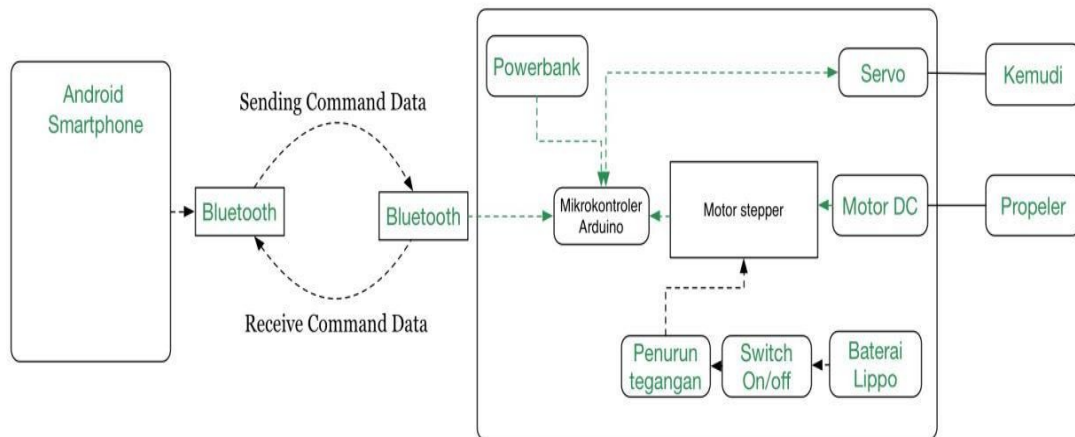 Android
Smartphone
Sending Command Data
Bluetooth
Bluetooth
Receive Command Data
Powerbank
Servo
Kemudi
Mikrokontroler
Arduino
Motor stepper
Motor DC
Propeler
Penurun
tegangan
Switch
On/off
Baterai
Lippo